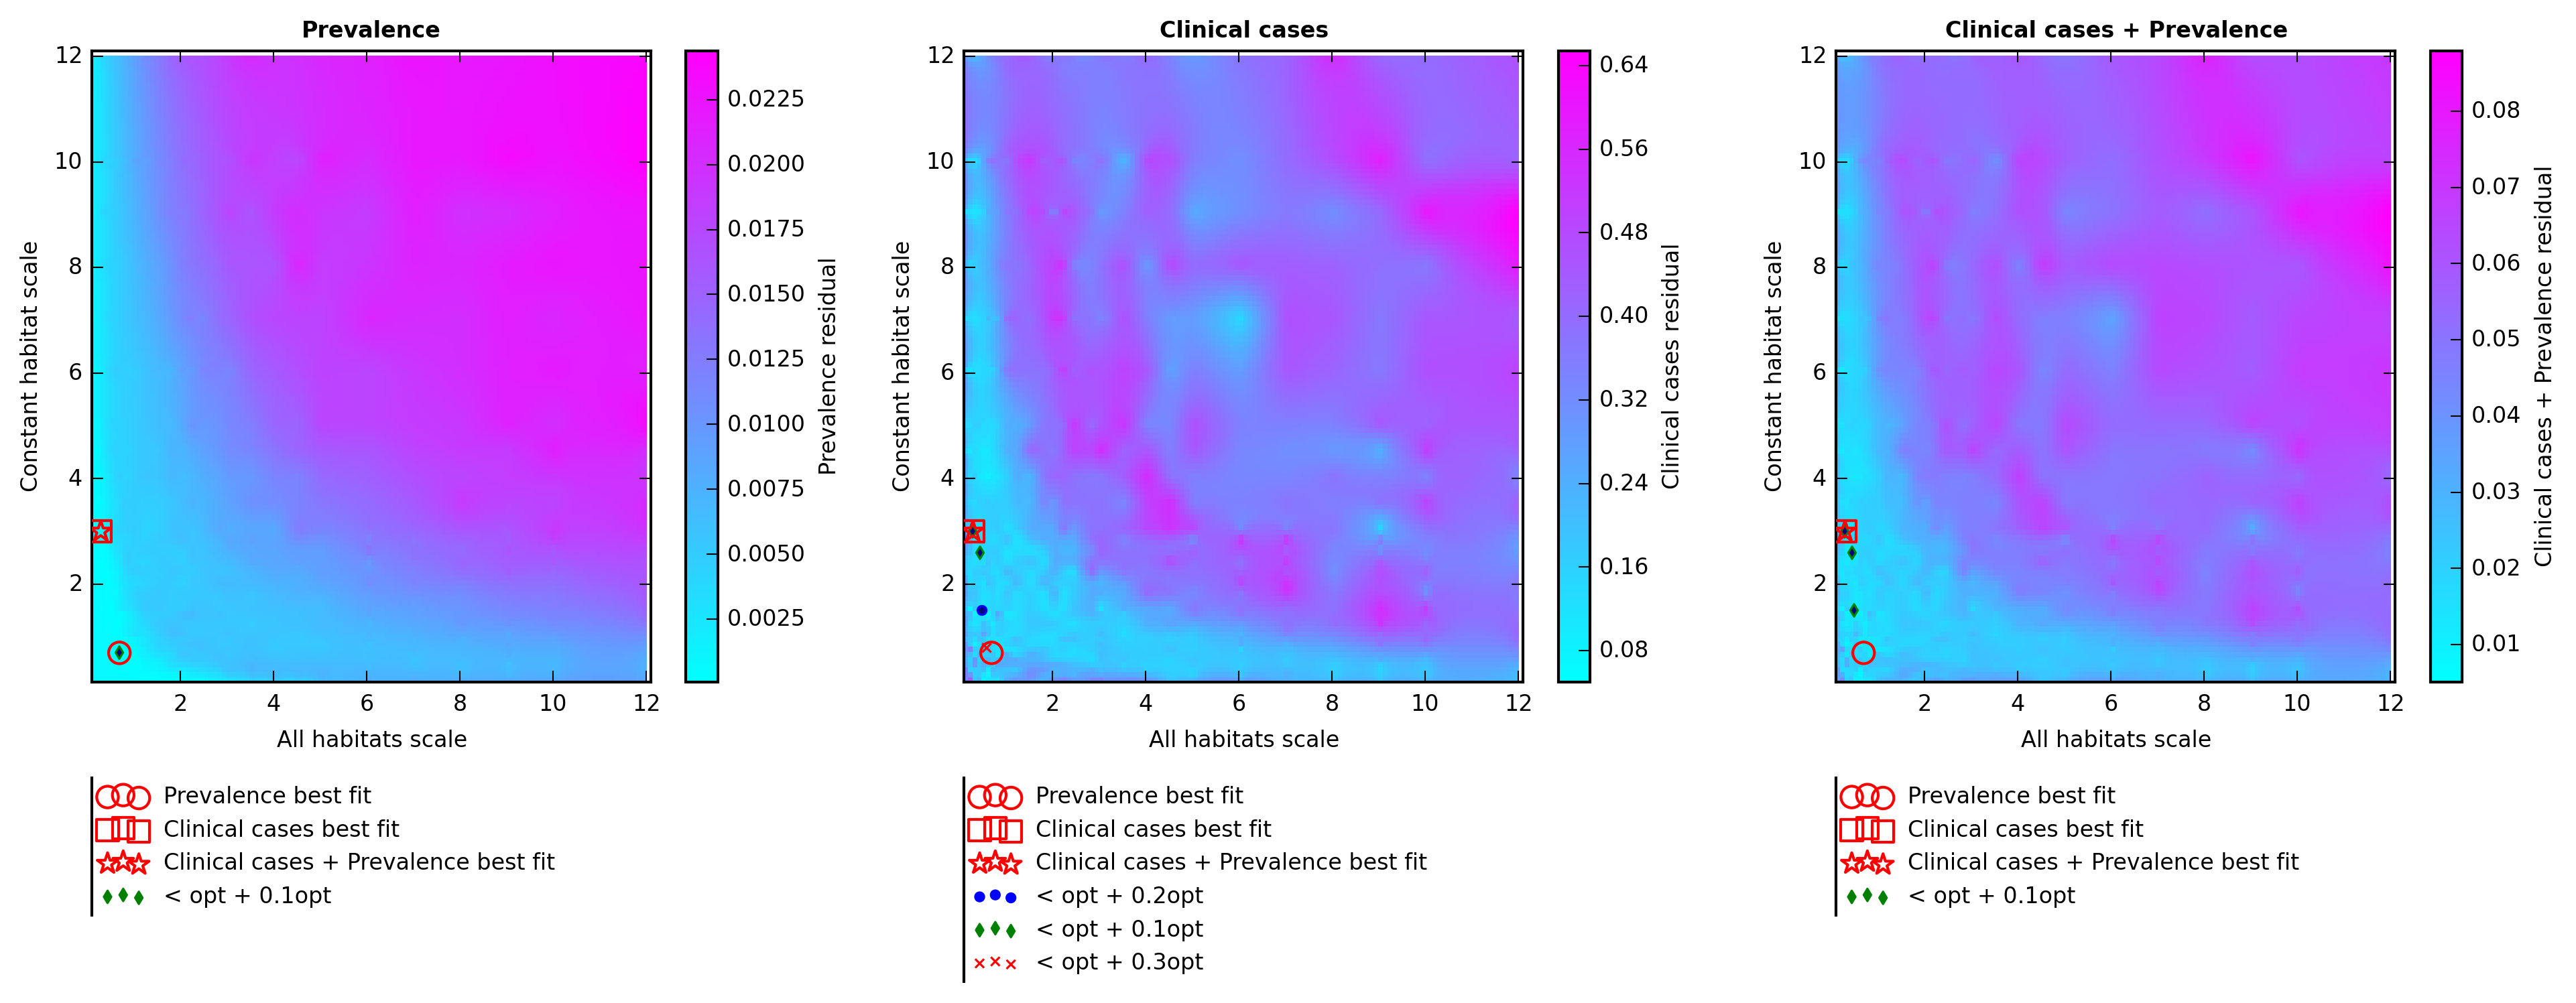 Prevalence
12
10
8
6
4
2
Constant habitat scale
2 4 6 8 10 12
All habitats scale
0.0225
0.0200
0.0175
0.0150
0.0125
0.0100
0.0075
0.0050
0.0025
Prevalence residual
Prevalence best fit
Clinical cases best fit
Clinical cases + Prevalence best fit
< opt + 0.1opt
Clinical cases
12
10
8
6
4
2
Constant habitat scale
2 4 6 8 10 12
All habitats scale
0.64
0.56
0.48
0.40
0.32
0.24
0.16
0.08
Clinical cases residual
Prevalence best fit
Clinical cases best fit
Clinical cases + Prevalence best fit
< opt + 0.2opt
< opt + 0.1opt
< opt + 0.3opt
Clinical cases + Prevalence
12
10
8
6
4
2
Constant habitat scale
2 4 6 8 10 12
All habitats scale
0.08
0.07
0.06
0.05
0.04
0.03
0.02
0.01
Clinical cases + Prevalence residual
Prevalence best fit
Clinical cases best fit
Clinical cases + Prevalence best fit
< opt + 0.1opt